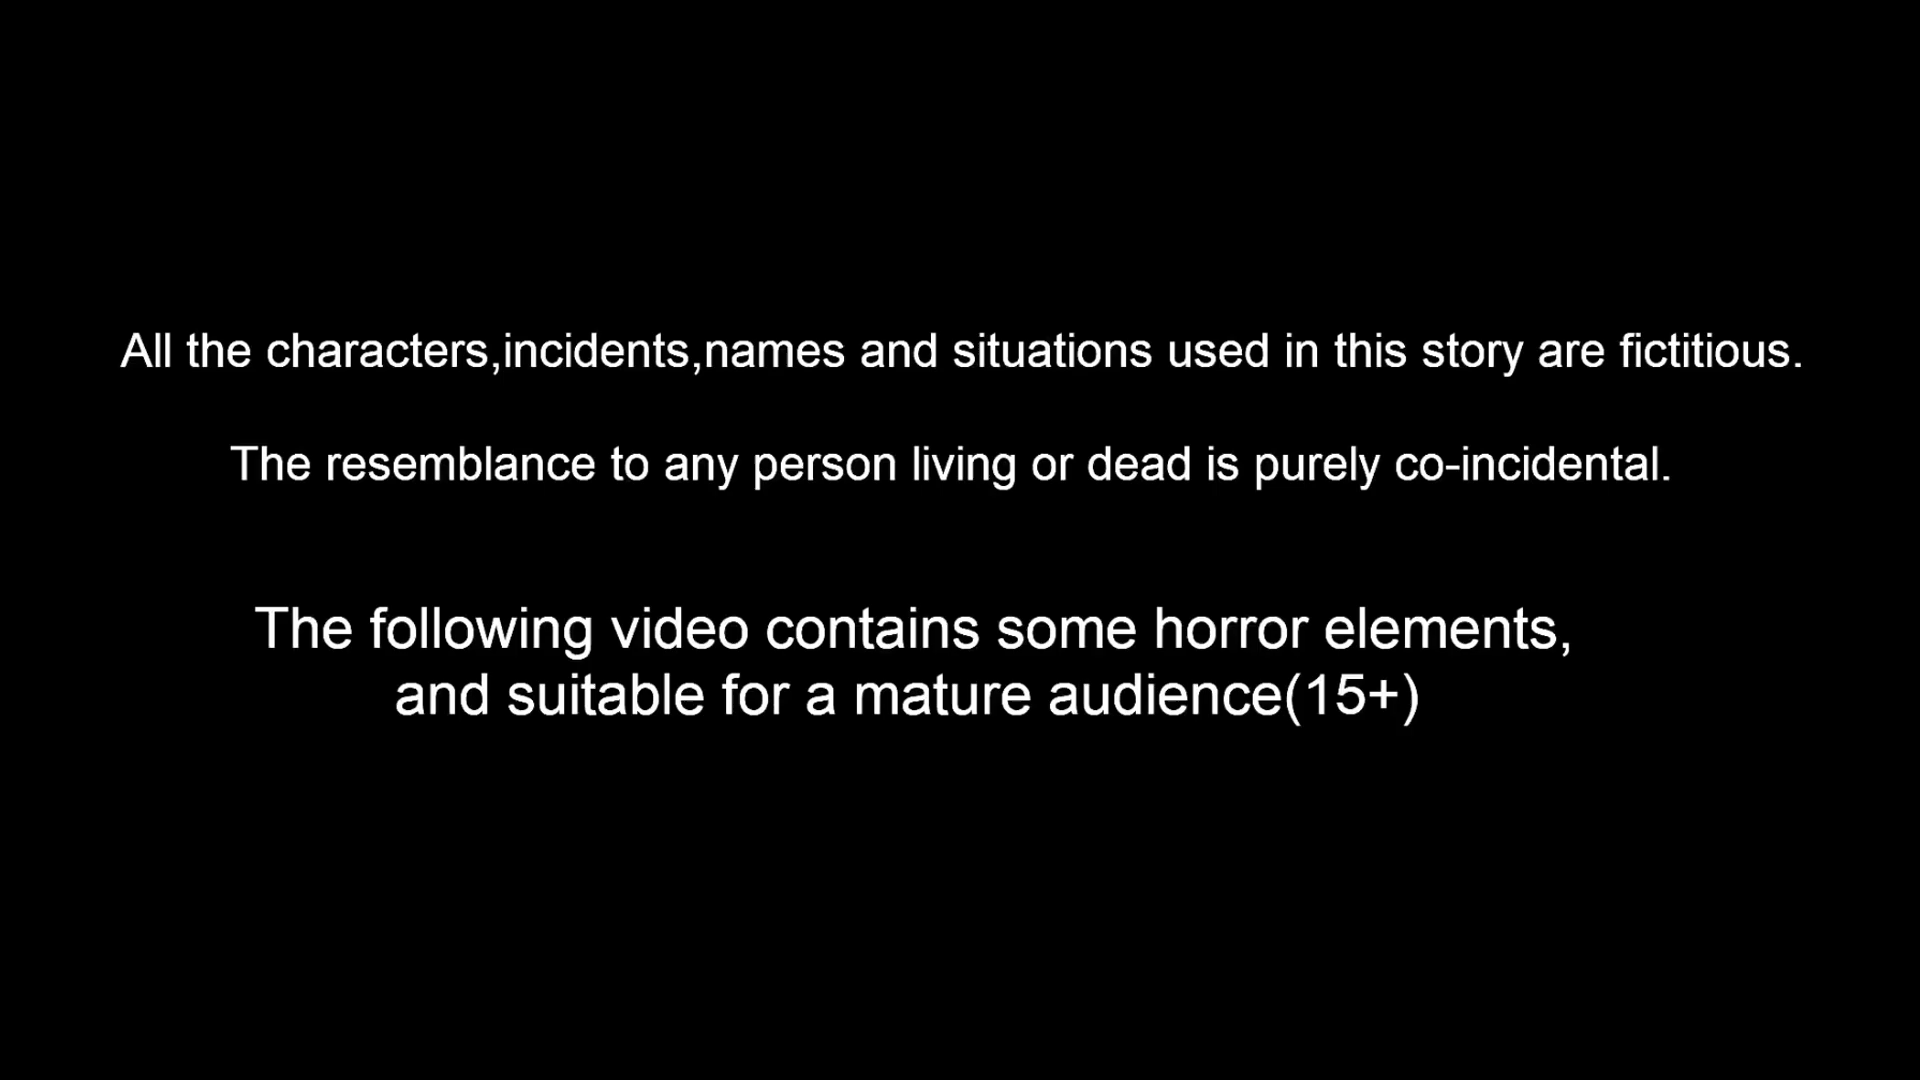 All the characters,incidents,names and situations used in this story are fictitious.
The resemblance to any person living or dead is purely co-incidental.
The following video contains some horror elements,
and suitable for a mature audience(15+)